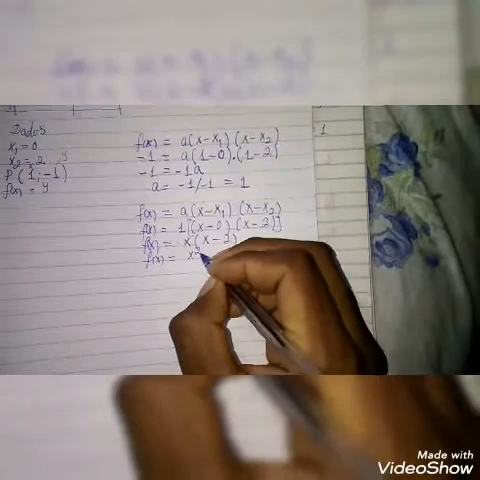 Dados
x₁ = 0
x₂ = 2
P(1;-1)
f(x) = y
f(x) = a(x-x₁)(x-x₂)
-1 = a(1-0).(1-2)
-1 = -1a
a = -1/-1 = 1
f(x) = a(x-x₁)(x-x₂)
f(x) = 1[(x-0)(x-2)]
f(x) = x(x-2)
f(x) = x²
1
Made with
VideoShow